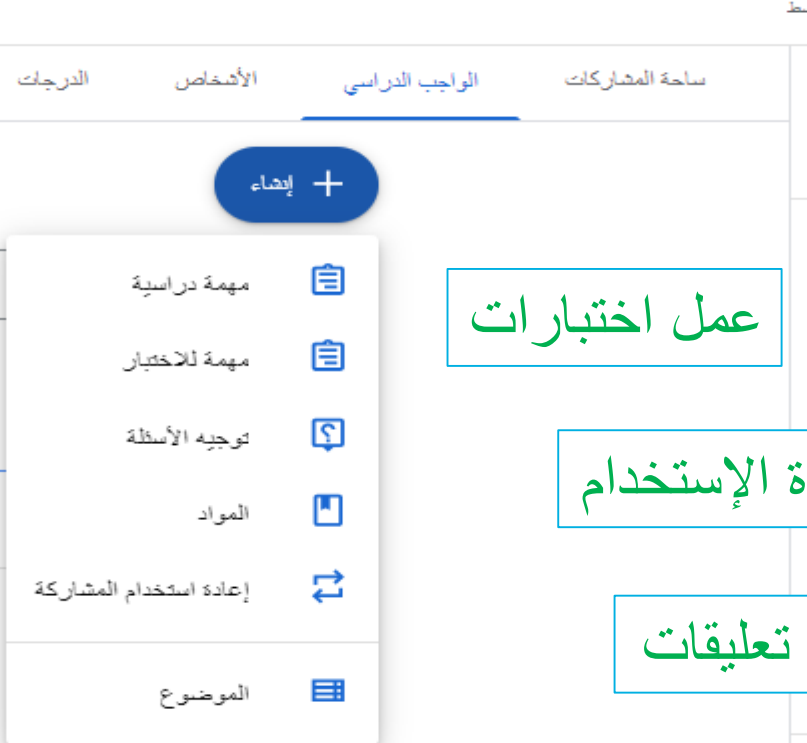 ساحة المشاركات
الواجب الدراسي
الأشخاص
الدرجات
إنشاء
مهمة دراسية
مهمة للاختبار
توجيه الأسئلة
المواد
إعادة استخدام المشاركة
الموضوع
عمل اختبارات
الإستخدام
تعليقات